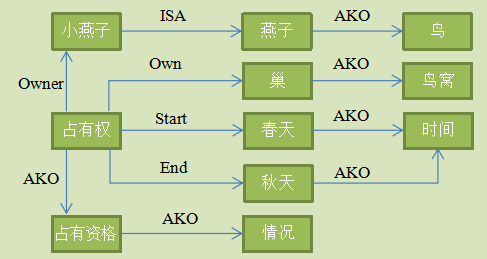 小燕子 ISA 燕子 AKO 鸟
Owner Own 巢 AKO 鸟窝
占有权 Start 春天 AKO 时间
AKO End 秋天 AKO
占有资格 AKO 情况